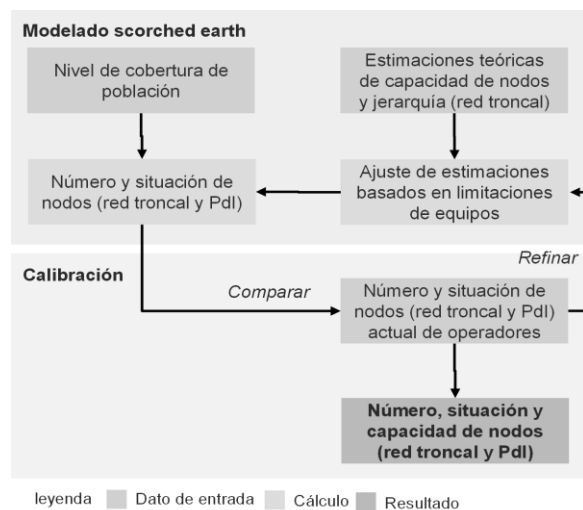 Modelado scorched earth
Nivel de cobertura de
población
Estimaciones teóricas
de capacidad de nodos
y jerarquía (red troncal)
Número y situación de
nodos (red troncal y PdI)
Ajuste de estimaciones
basados en limitaciones
de equipos
Refinar
Calibración
Comparar
Número y situación de
nodos (red troncal y PdI)
actual de operadores
Número, situación y
capacidad de nodos
(red troncal y PdI)
leyenda Dato de entrada Cálculo Resultado